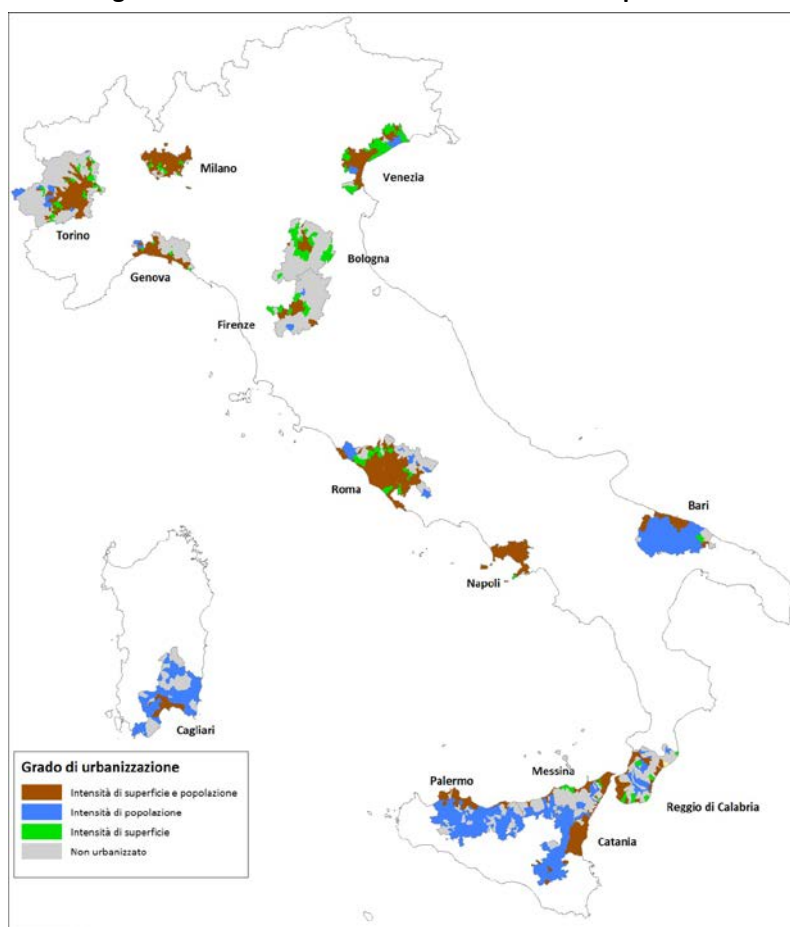 Milano
Venezia
Torino
Bologna
Genova
Firenze
Roma
Bari
Napoli
Cagliari
Grado di urbanizzazione
Intensità di superficie e popolazione
Intensità di popolazione
Intensità di superficie
Non urbanizzato
Palermo
Messina
Reggio di Calabria
Catania